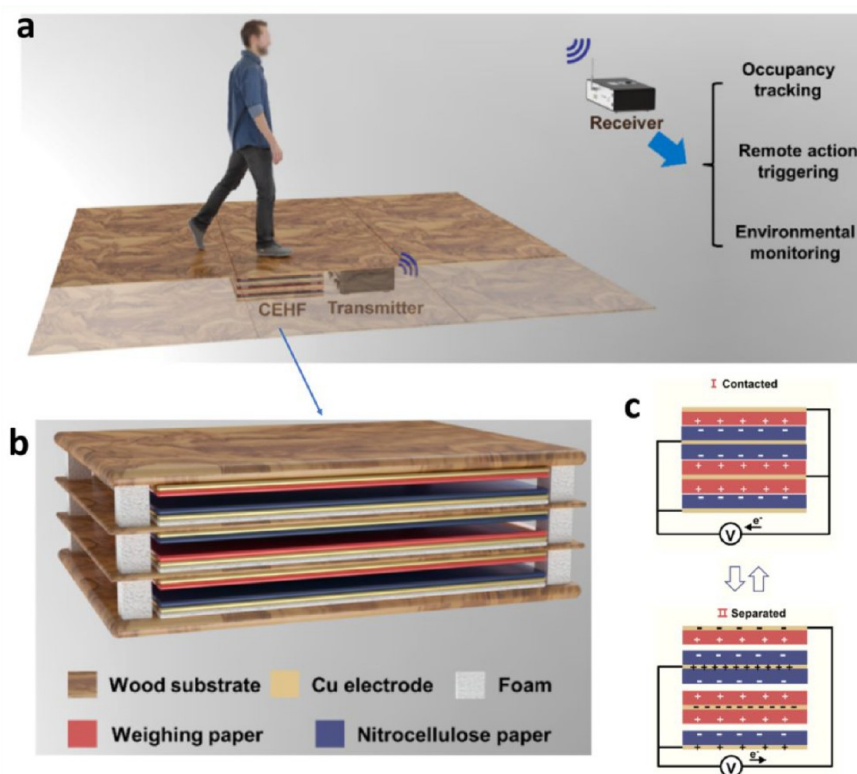 a
Occupancy
tracking
Receiver
Remote action
triggering
Environmental
monitoring
CEHF
Transmitter
b
Wood substrate
Cu electrode
Foam
Weighing paper
Nitrocellulose paper
c
I Contacted
+ + + + +
- - - - -
- - - - -
+ + + + +
+ + + + +
- - - - -
e-
V
II Separated
- - - - -
+ + + + +
- - - - -
+ + + + + + + + + +
- - - - -
+ + + + +
- - - - - - - - - -
+ + + + +
- - - - -
+ + + + +
V
e-